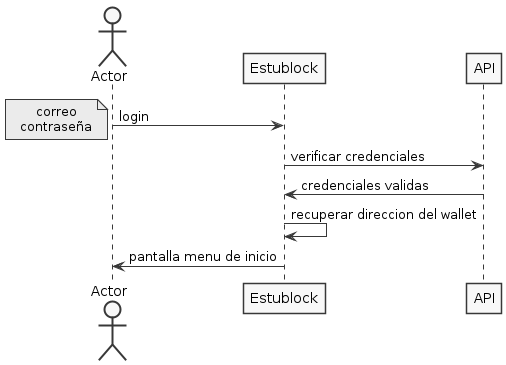 Actor
Estublock
API
correo
contraseña
login
verificar credenciales
credenciales validas
recuperar direccion del wallet
pantalla menu de inicio
Actor
Estublock
API